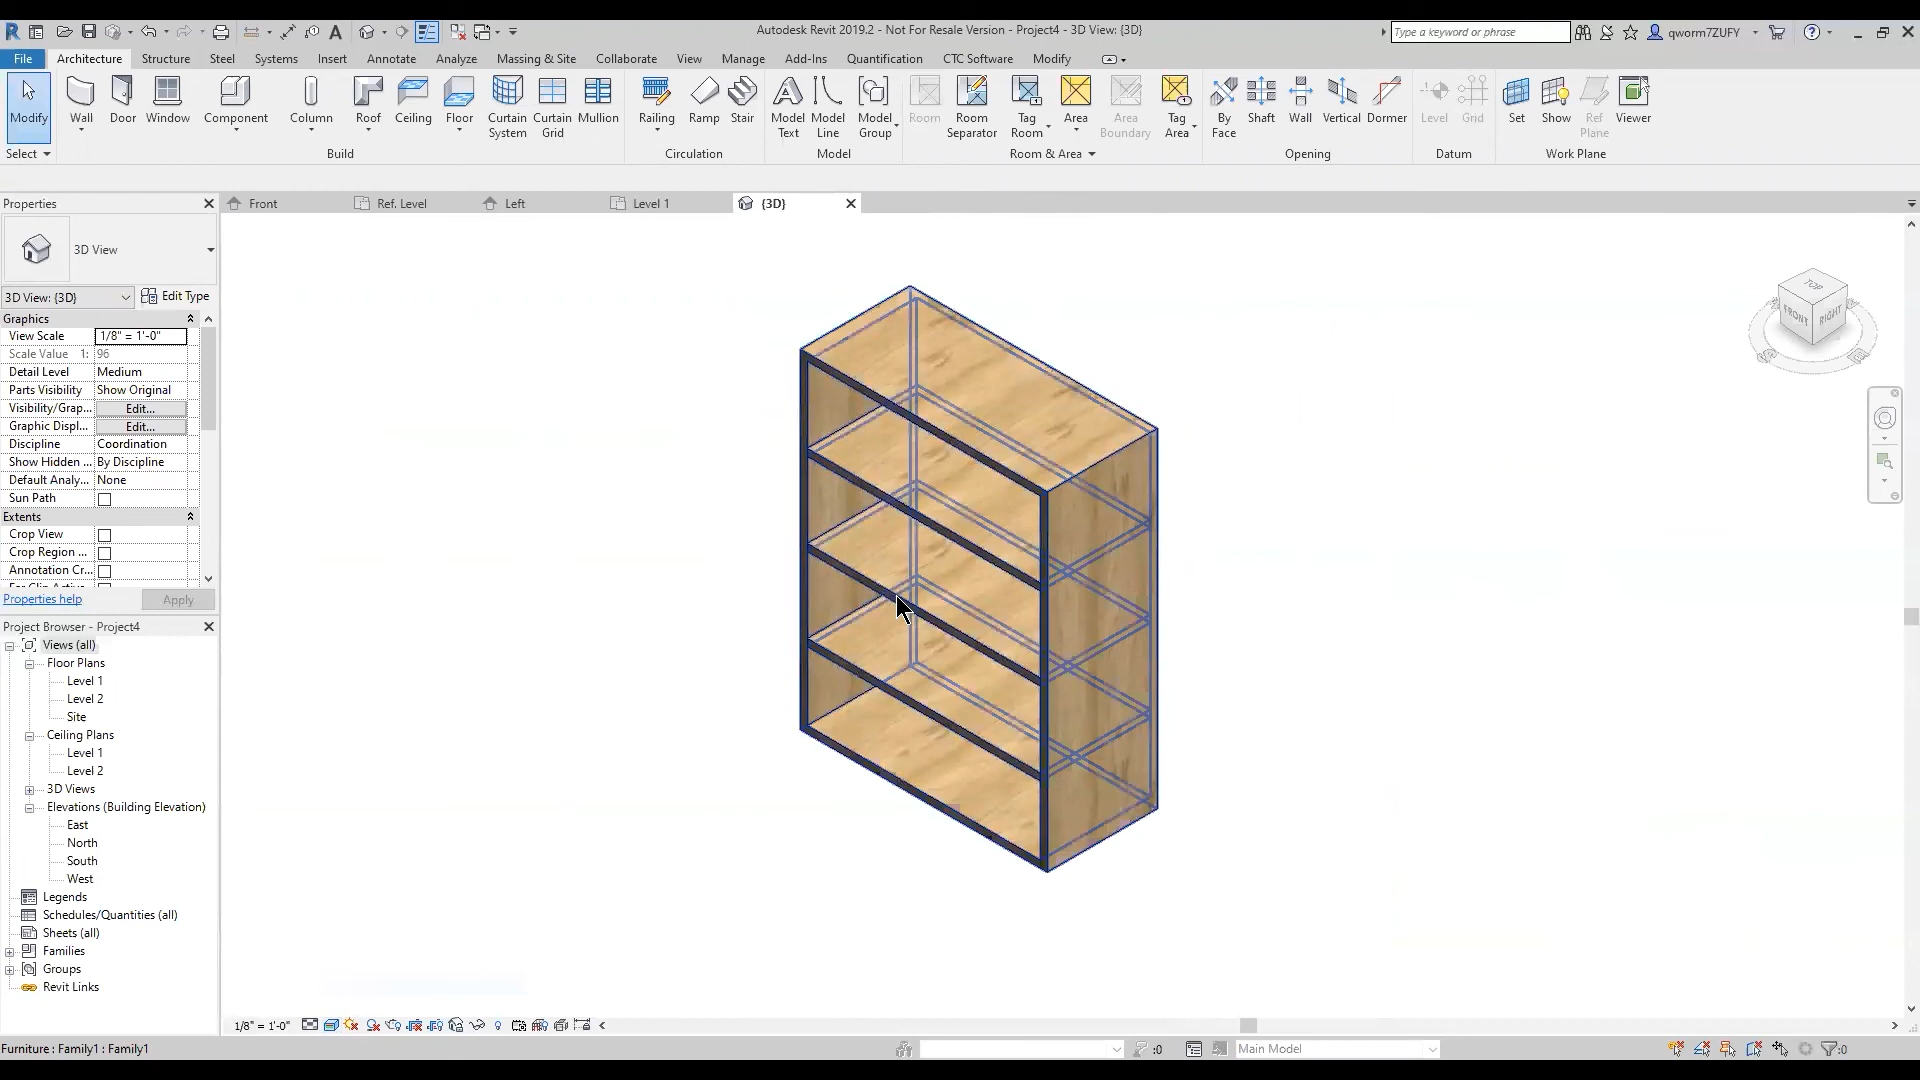 Autodesk Revit 2019.2 - Not For Resale Version - Project4 - 3D View: {3D}
Type a keyword or phrase
qworm7ZUFY
File Architecture Structure Steel Systems Insert Annotate Analyze Massing & Site Collaborate View Manage Add-Ins Quantification CTC Software Modify
Modify
Wall
Door
Window
Component
Column
Roof
Ceiling
Floor
Curtain System
Curtain Grid
Mullion
Railing
Ramp
Stair
Model Text
Model Line
Model Group
Room
Room Separator
Tag Room
Area
Area Boundary
Tag Area
By Face
Shaft
Wall
Vertical
Dormer
Level
Grid
Set
Show
Ref Plane
Viewer
Select
Build
Circulation
Model
Room & Area
Opening
Datum
Work Plane
Properties
Front
Ref. Level
Left
Level 1
{3D}
3D View
3D View: {3D}
Edit Type
Graphics
View Scale 1/8" = 1'-0"
Scale Value 1: 96
Detail Level Medium
Parts Visibility Show Original
Visibility/Grap... Edit...
Graphic Displ... Edit...
Discipline Coordination
Show Hidden ... By Discipline
Default Analy... None
Sun Path
Extents
Crop View
Crop Region ...
Annotation Cr...
Properties help
Apply
Project Browser - Project4
Views (all)
Floor Plans
Level 1
Level 2
Site
Ceiling Plans
Level 1
Level 2
3D Views
Elevations (Building Elevation)
East
North
South
West
Legends
Schedules/Quantities (all)
Sheets (all)
Families
Groups
Revit Links
TOP
FRONT
RIGHT
1/8" = 1'-0"
Furniture : Family1 : Family1
:0
Main Model
:0